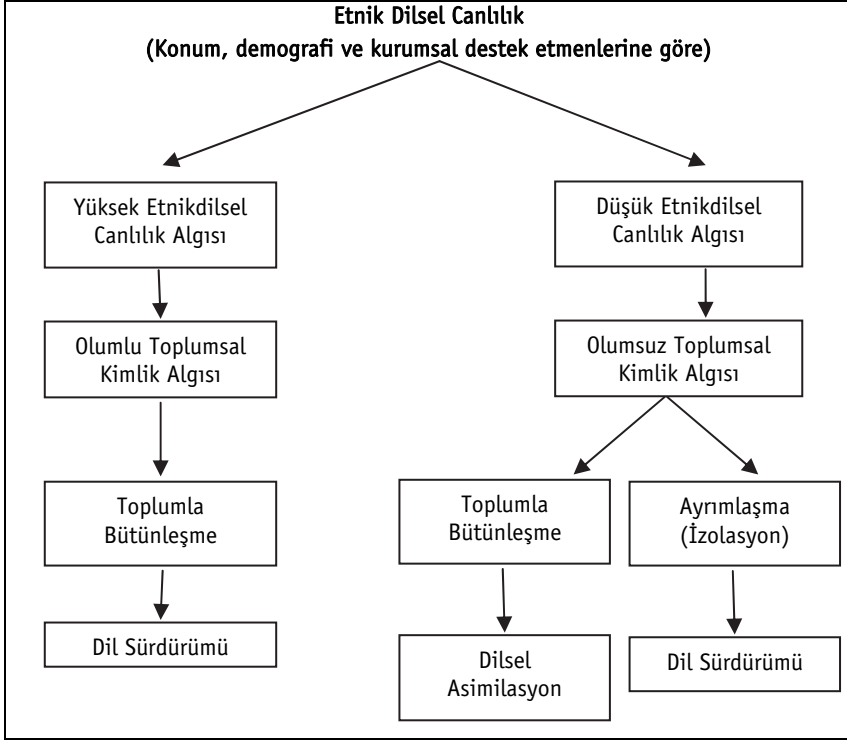 Etnik Dilsel Canlılık
(Konum, demografi ve kurumsal destek etmenlerine göre)
Yüksek Etnikdilsel
Canlılık Algısı
Düşük Etnikdilsel
Canlılık Algısı
Olumlu Toplumsal
Kimlik Algısı
Olumsuz Toplumsal
Kimlik Algısı
Toplumla
Bütünleşme
Toplumla
Bütünleşme
Ayrımlaşma
(İzolasyon)
Dil Sürdürümü
Dilsel
Asimilasyon
Dil Sürdürümü